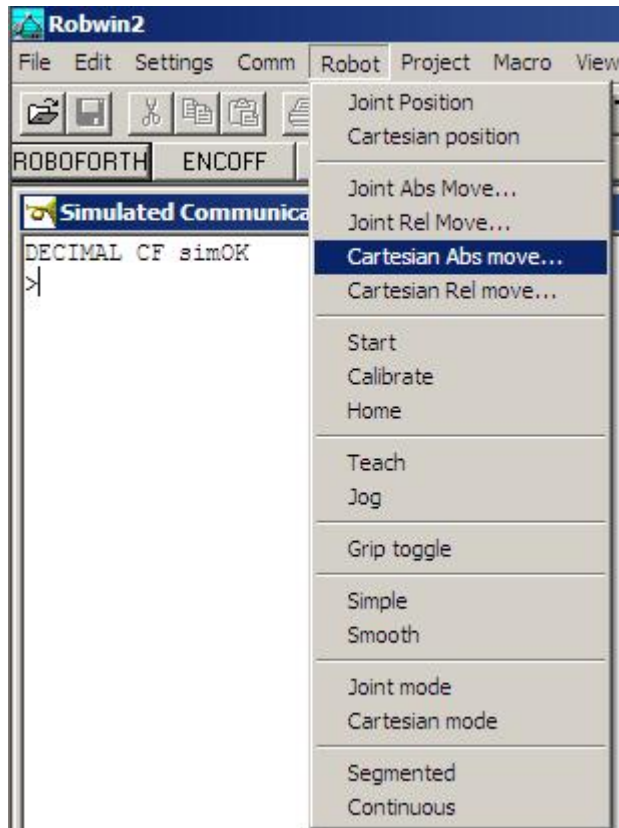 Robwin2
File Edit Settings Comm Robot Project Macro View
ROBOFORTH ENCOFF
Simulated Communica
DECIMAL CF simOK
>
Joint Position
Cartesian position
Joint Abs Move...
Joint Rel Move...
Cartesian Abs move...
Cartesian Rel move...
Start
Calibrate
Home
Teach
Jog
Grip toggle
Simple
Smooth
Joint mode
Cartesian mode
Segmented
Continuous